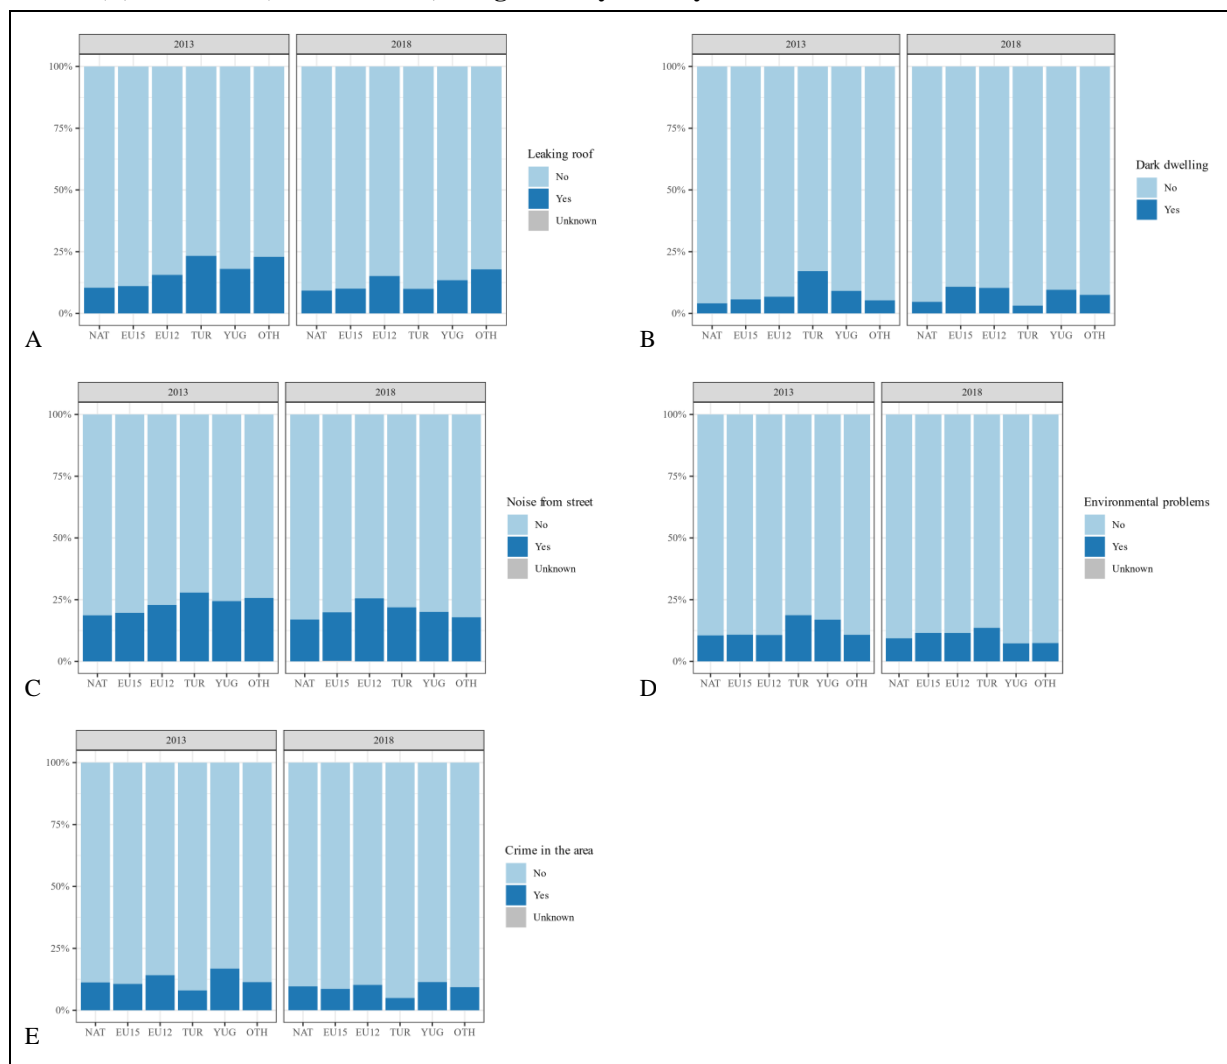 2013 2018
100%
75%
50%
25%
0%
NAT EU15 EU12 TUR YUG OTH NAT EU15 EU12 TUR YUG OTH
Leaking roof
No
Yes
Unknown
A
2013 2018
100%
75%
50%
25%
0%
NAT EU15 EU12 TUR YUG OTH NAT EU15 EU12 TUR YUG OTH
Dark dwelling
No
Yes
B
2013 2018
100%
75%
50%
25%
0%
NAT EU15 EU12 TUR YUG OTH NAT EU15 EU12 TUR YUG OTH
Noise from street
No
Yes
Unknown
C
2013 2018
100%
75%
50%
25%
0%
NAT EU15 EU12 TUR YUG OTH NAT EU15 EU12 TUR YUG OTH
Environmental problems
No
Yes
Unknown
D
2013 2018
100%
75%
50%
25%
0%
NAT EU15 EU12 TUR YUG OTH NAT EU15 EU12 TUR YUG OTH
Crime in the area
No
Yes
Unknown
E